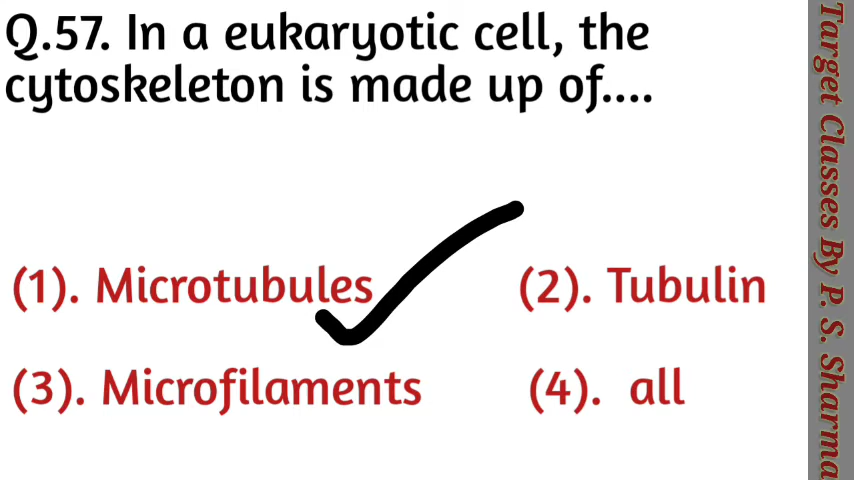 Q.57. In a eukaryotic cell, the
cytoskeleton is made up of....
(1). Microtubules
(2). Tubulin
(3). Microfilaments
(4). all
Target Classes By P. S. Sharma